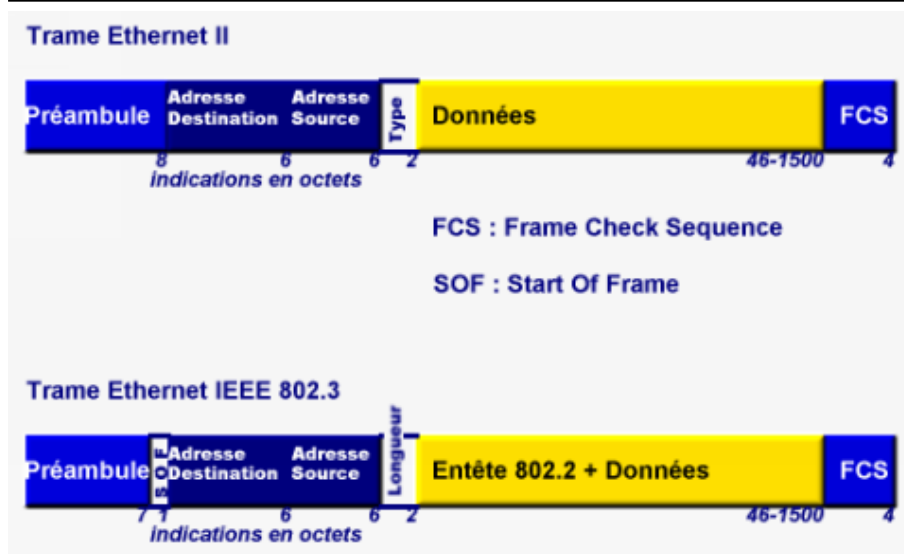 Trame Ethernet II
Préambule Adresse Destination Adresse Source Type Données FCS
8 6 6 2 46-1500 4
indications en octets
FCS : Frame Check Sequence
SOF : Start Of Frame
Trame Ethernet IEEE 802.3
Préambule SOF Adresse Destination Adresse Source Longueur Entête 802.2 + Données FCS
7 1 6 6 2 46-1500 4
indications en octets